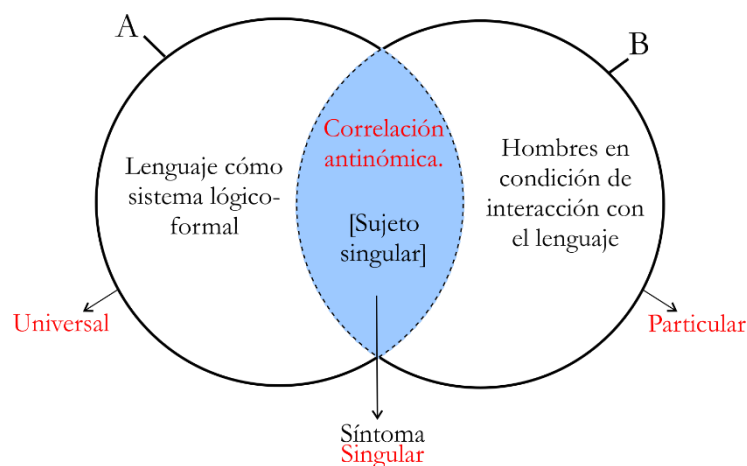 A
B
Lenguaje cómo
sistema lógico-
formal
Correlación
antinómica.
[Sujeto
singular]
Hombres en
condición de
interacción con
el lenguaje
Universal
Particular
Síntoma
Singular